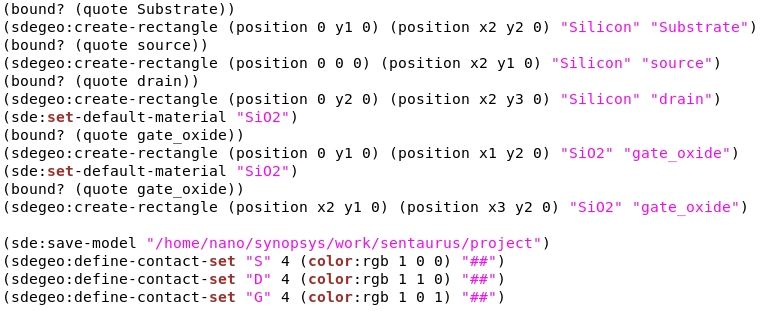 (bound? (quote Substrate))
(sdegeo:create-rectangle (position 0 y1 0) (position x2 y2 0) "Silicon" "Substrate")
(bound? (quote source))
(sdegeo:create-rectangle (position 0 0 0) (position x2 y1 0) "Silicon" "source")
(bound? (quote drain))
(sdegeo:create-rectangle (position 0 y2 0) (position x2 y3 0) "Silicon" "drain")
(sde:set-default-material "SiO2")
(bound? (quote gate_oxide))
(sdegeo:create-rectangle (position 0 y1 0) (position x1 y2 0) "SiO2" "gate_oxide")
(sde:set-default-material "SiO2")
(bound? (quote gate_oxide))
(sdegeo:create-rectangle (position x2 y1 0) (position x3 y2 0) "SiO2" "gate_oxide")
(sde:save-model "/home/nano/synopsys/work/sentaurus/project")
(sdegeo:define-contact-set "S" 4 (color:rgb 1 0 0) "##")
(sdegeo:define-contact-set "D" 4 (color:rgb 1 1 0) "##")
(sdegeo:define-contact-set "G" 4 (color:rgb 1 0 1) "##")